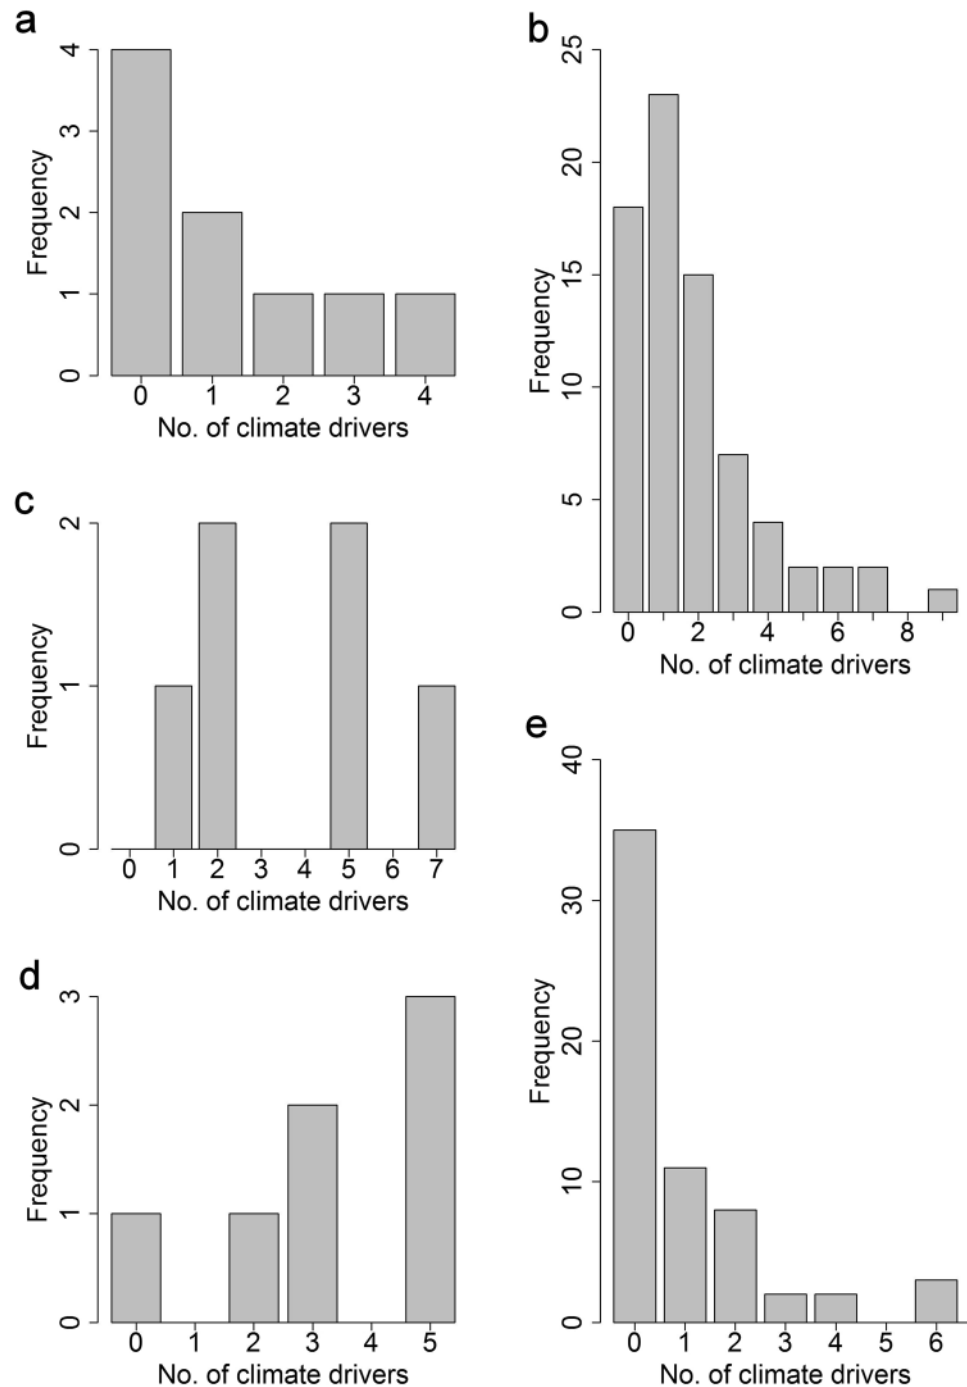 a
4
3
2
1
0
Frequency
0 1 2 3 4
No. of climate drivers
b
25
20
15
10
5
0
Frequency
0 2 4 6 8
No. of climate drivers
c
2
1
0
Frequency
0 1 2 3 4 5 6 7
No. of climate drivers
d
3
2
1
0
Frequency
0 1 2 3 4 5
No. of climate drivers
e
40
30
20
10
0
Frequency
0 1 2 3 4 5 6
No. of climate drivers